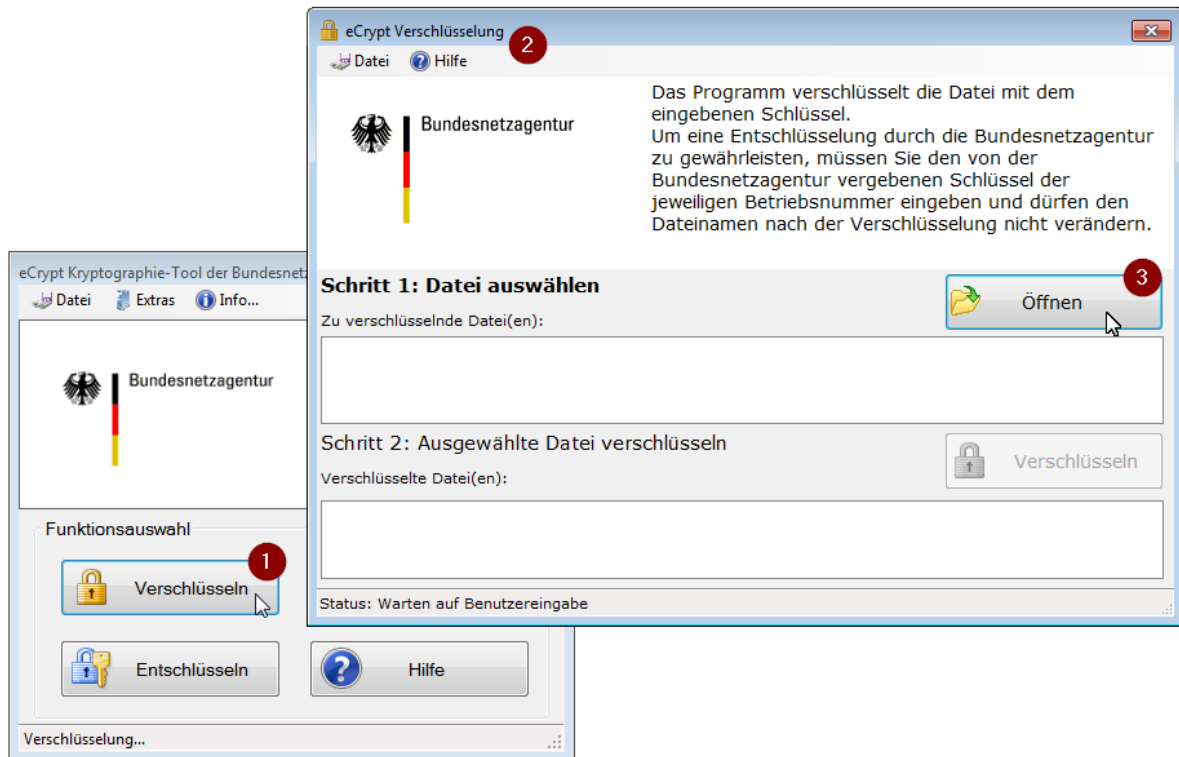 eCrypt Verschlüsselung
2
Datei Hilfe
Bundesnetzagentur
Das Programm verschlüsselt die Datei mit dem
eingebenen Schlüssel.
Um eine Entschlüsselung durch die Bundesnetzagentur
zu gewährleisten, müssen Sie den von der
Bundesnetzagentur vergebenen Schlüssel der
jeweiligen Betriebsnummer eingeben und dürfen den
Dateinamen nach der Verschlüsselung nicht verändern.
Schritt 1: Datei auswählen
3
Öffnen
Zu verschlüsselnde Datei(en):
Schritt 2: Ausgewählte Datei verschlüsseln
Verschlüsseln
Verschlüsselte Datei(en):
Status: Warten auf Benutzereingabe
eCrypt Kryptographie-Tool der Bundesnetz
Datei Extras Info...
Bundesnetzagentur
Funktionsauswahl
1
Verschlüsseln
Entschlüsseln
Hilfe
Verschlüsselung...